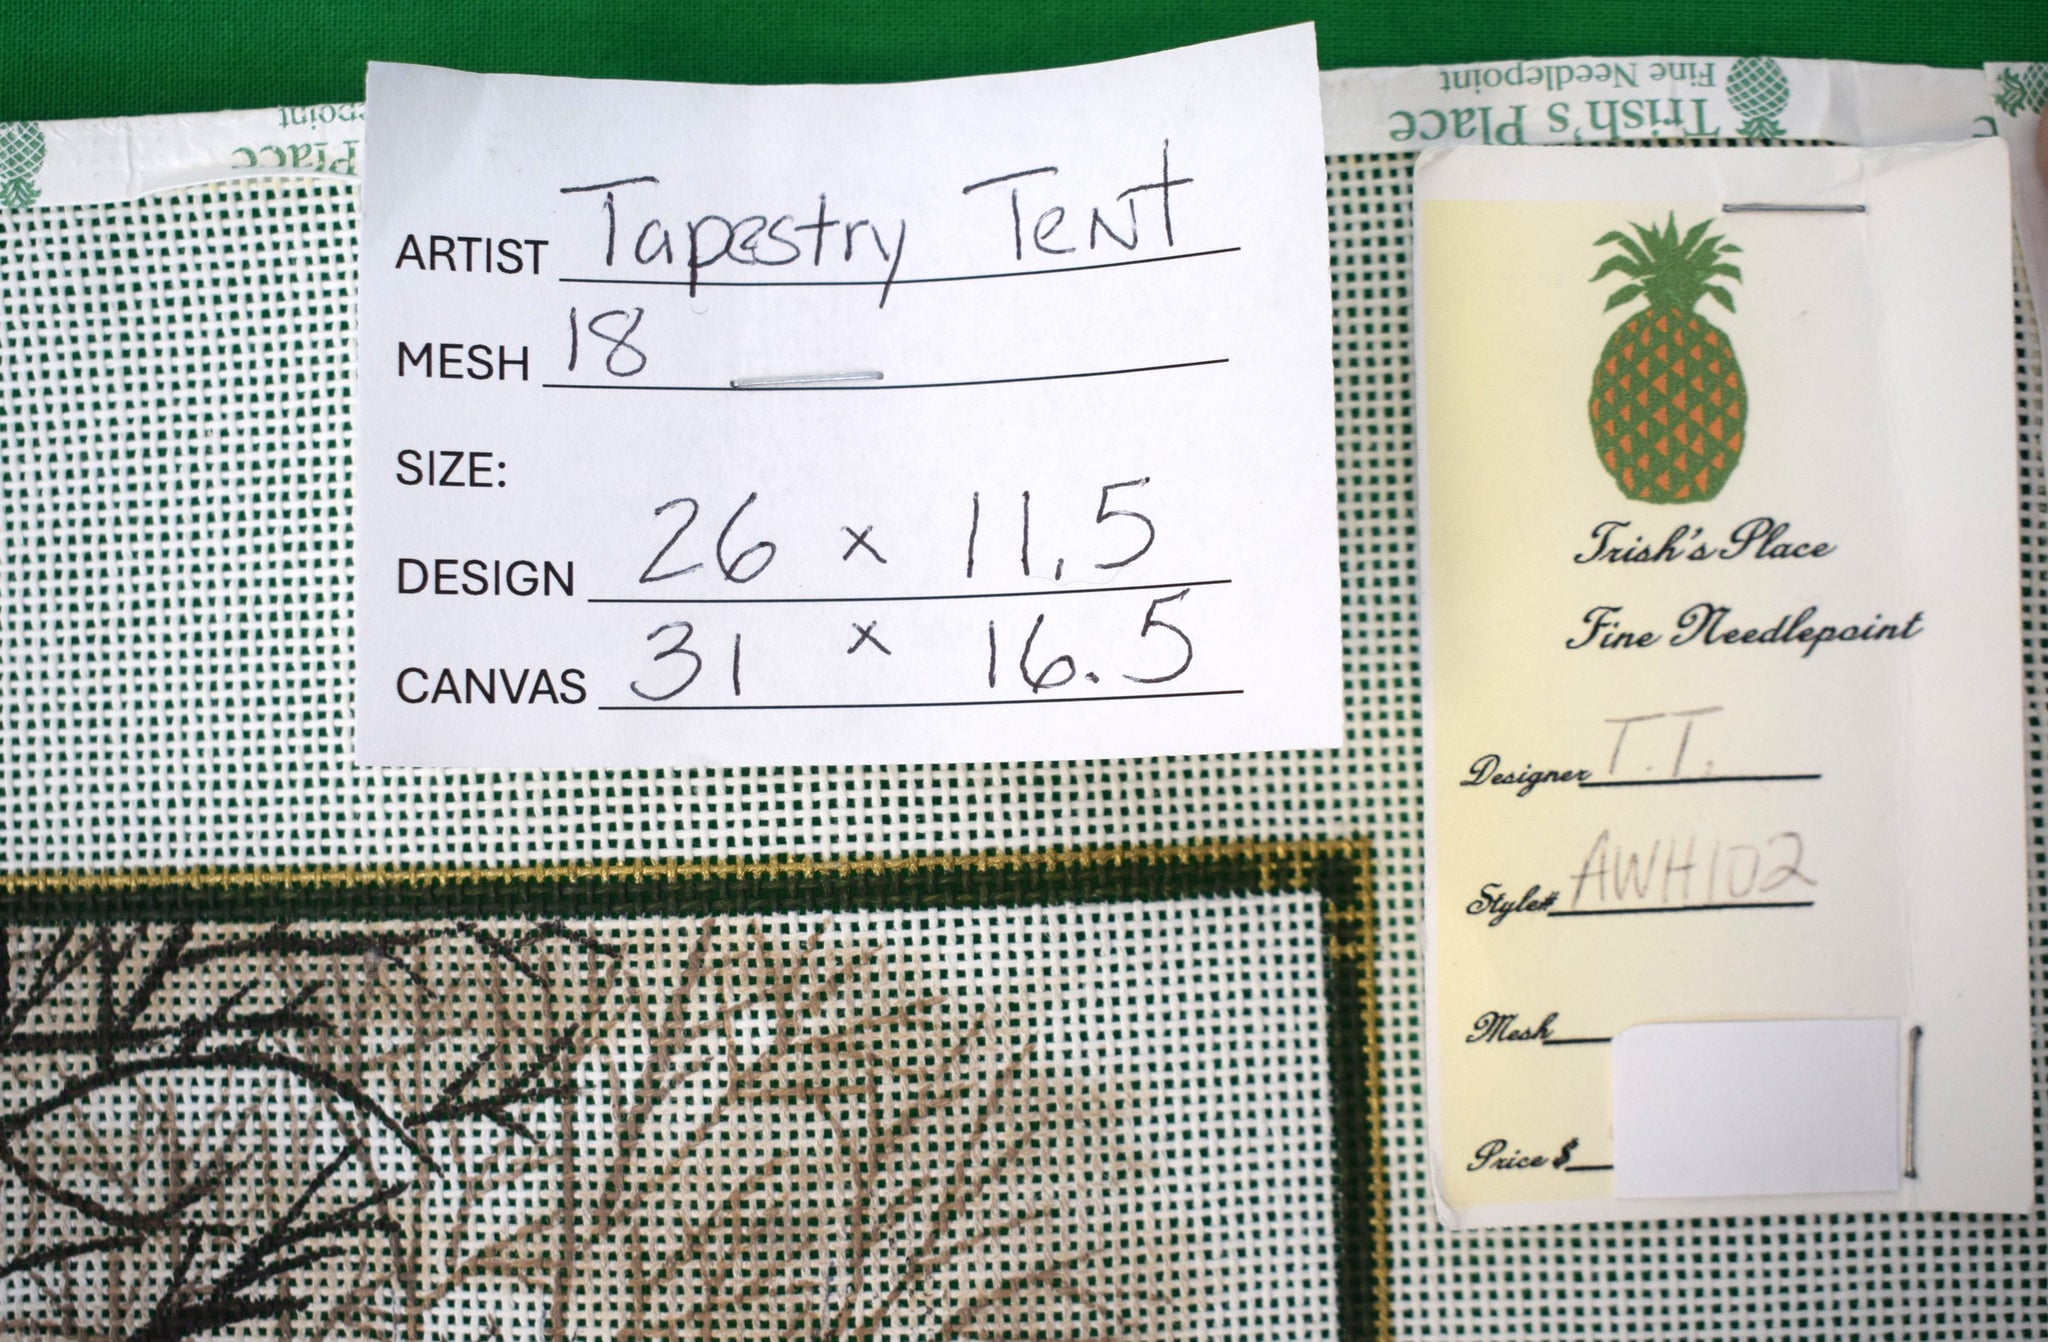 Trish's Place
Fine Needlepoint
Place
ARTIST Tapestry Tent
MESH 18
SIZE:
DESIGN 26 x 11.5
CANVAS 31 x 16.5
Trish's Place
Fine Needlepoint
Designer T.T.
Style# AWH102
Mesh
Price $